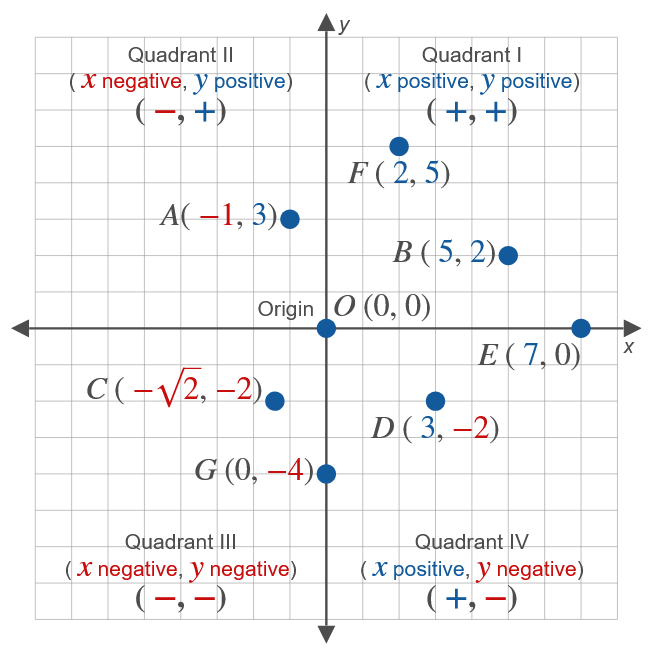 y
Quadrant II
( x negative, y positive)
( −, +)
Quadrant I
( x positive, y positive)
( +, +)
F ( 2, 5)
A( −1, 3)
B ( 5, 2)
Origin
O (0, 0)
x
E ( 7, 0)
C ( −√2, −2)
D ( 3, −2)
G (0, −4)
Quadrant III
( x negative, y negative)
( −, −)
Quadrant IV
( x positive, y negative)
( +, −)